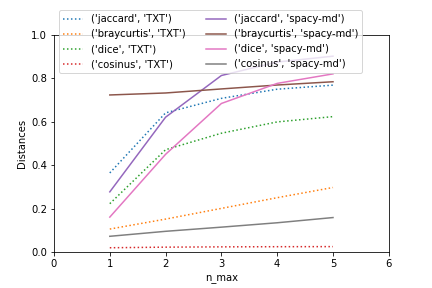 ('jaccard', 'TXT') ('jaccard', 'spacy-md')
('braycurtis', 'TXT') ('braycurtis', 'spacy-md')
('dice', 'TXT') ('dice', 'spacy-md')
('cosinus', 'TXT') ('cosinus', 'spacy-md')
1.0
0.8
0.6
0.4
0.2
0.0
Distances
0 1 2 3 4 5 6
n_max